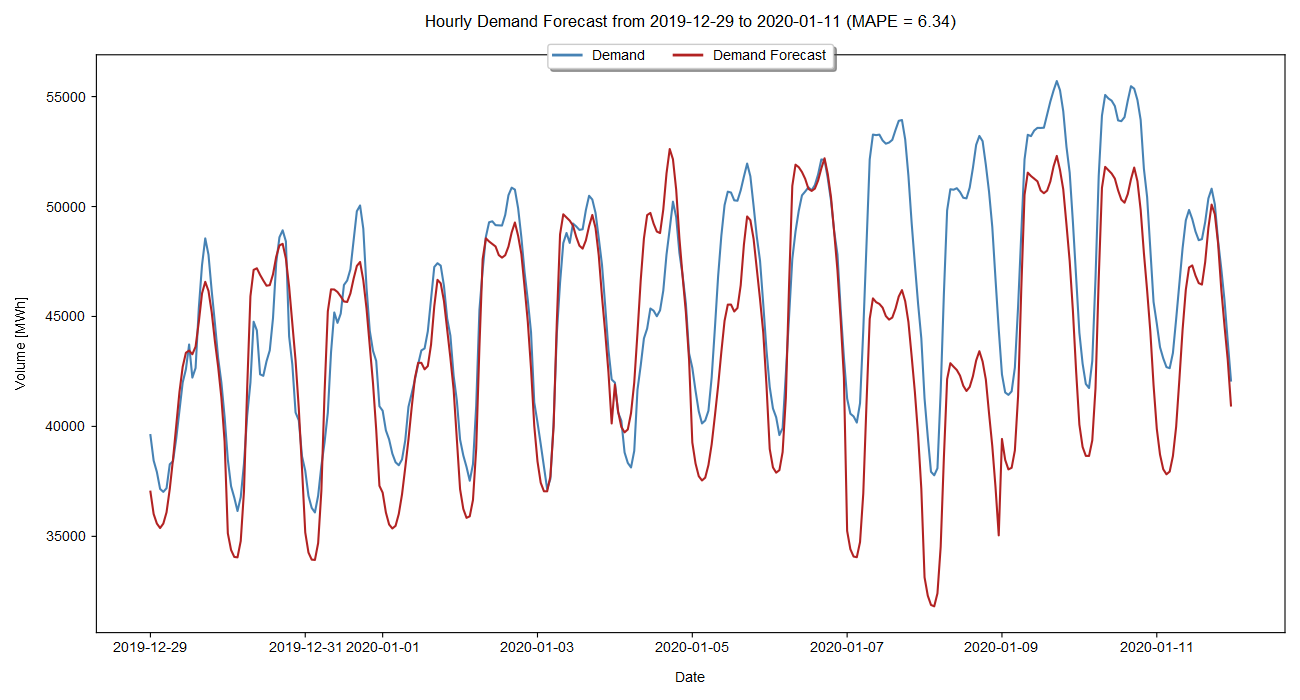 Hourly Demand Forecast from 2019-12-29 to 2020-01-11 (MAPE = 6.34)
Demand Demand Forecast
Volume [MWh]
55000
50000
45000
40000
35000
2019-12-29 2019-12-31 2020-01-01 2020-01-03 2020-01-05 2020-01-07 2020-01-09 2020-01-11
Date